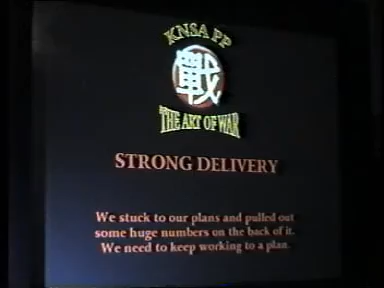 KNSA PP
戰
THE ART OF WAR
STRONG DELIVERY
We stuck to our plans and pulled out
some huge numbers on the back of it.
We need to keep working to a plan.